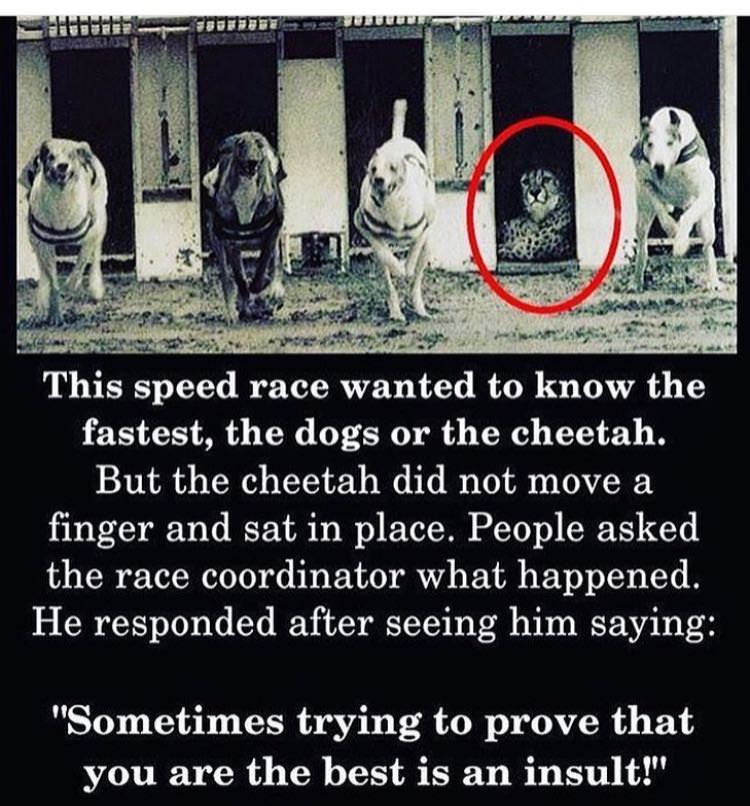 This speed race wanted to know the
fastest, the dogs or the cheetah.
But the cheetah did not move a
finger and sat in place. People asked
the race coordinator what happened.
He responded after seeing him saying:
"Sometimes trying to prove that
you are the best is an insult!"